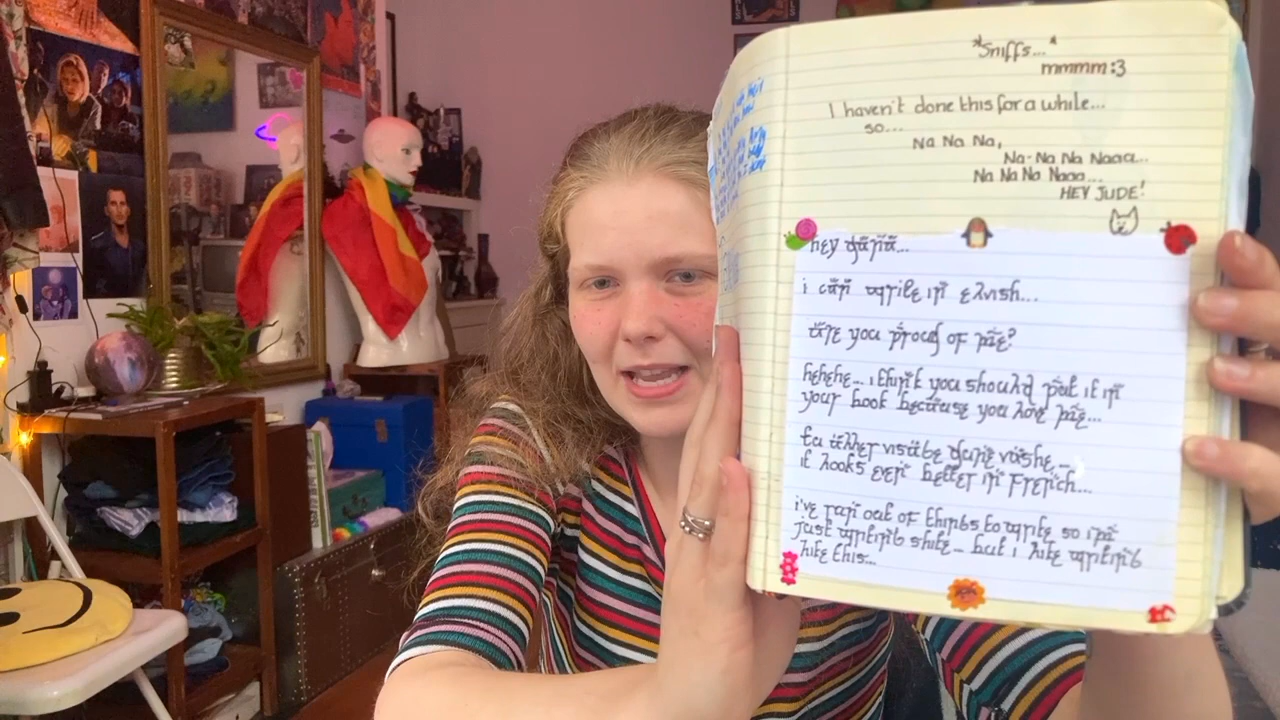 *Sniffs...*
mmmm :3
I haven't done this for a while...
so...
Na Na Na,
Na-Na Na Naaa...
Na Na Na Naaa...
HEY JUDE!
hey
i can write in elvish...
are you proud of me?
hehehe... i think you should put it in
your book because you love me...
it looks even better in french...
i've ran out of things to write so im
just writing shite... but i like writing
like this...